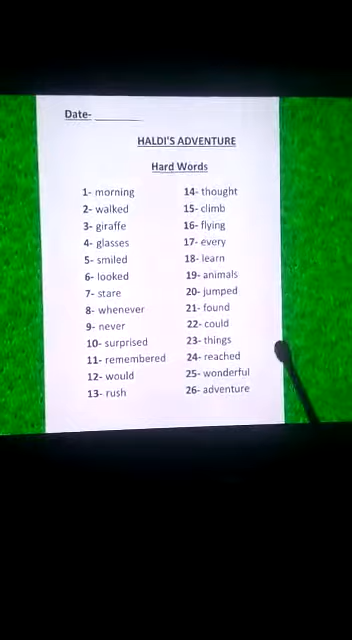 Date- ________
HALDI'S ADVENTURE
Hard Words
1- morning
2- walked
3- giraffe
4- glasses
5- smiled
6- looked
7- stare
8- whenever
9- never
10- surprised
11- remembered
12- would
13- rush
14- thought
15- climb
16- flying
17- every
18- learn
19- animals
20- jumped
21- found
22- could
23- things
24- reached
25- wonderful
26- adventure